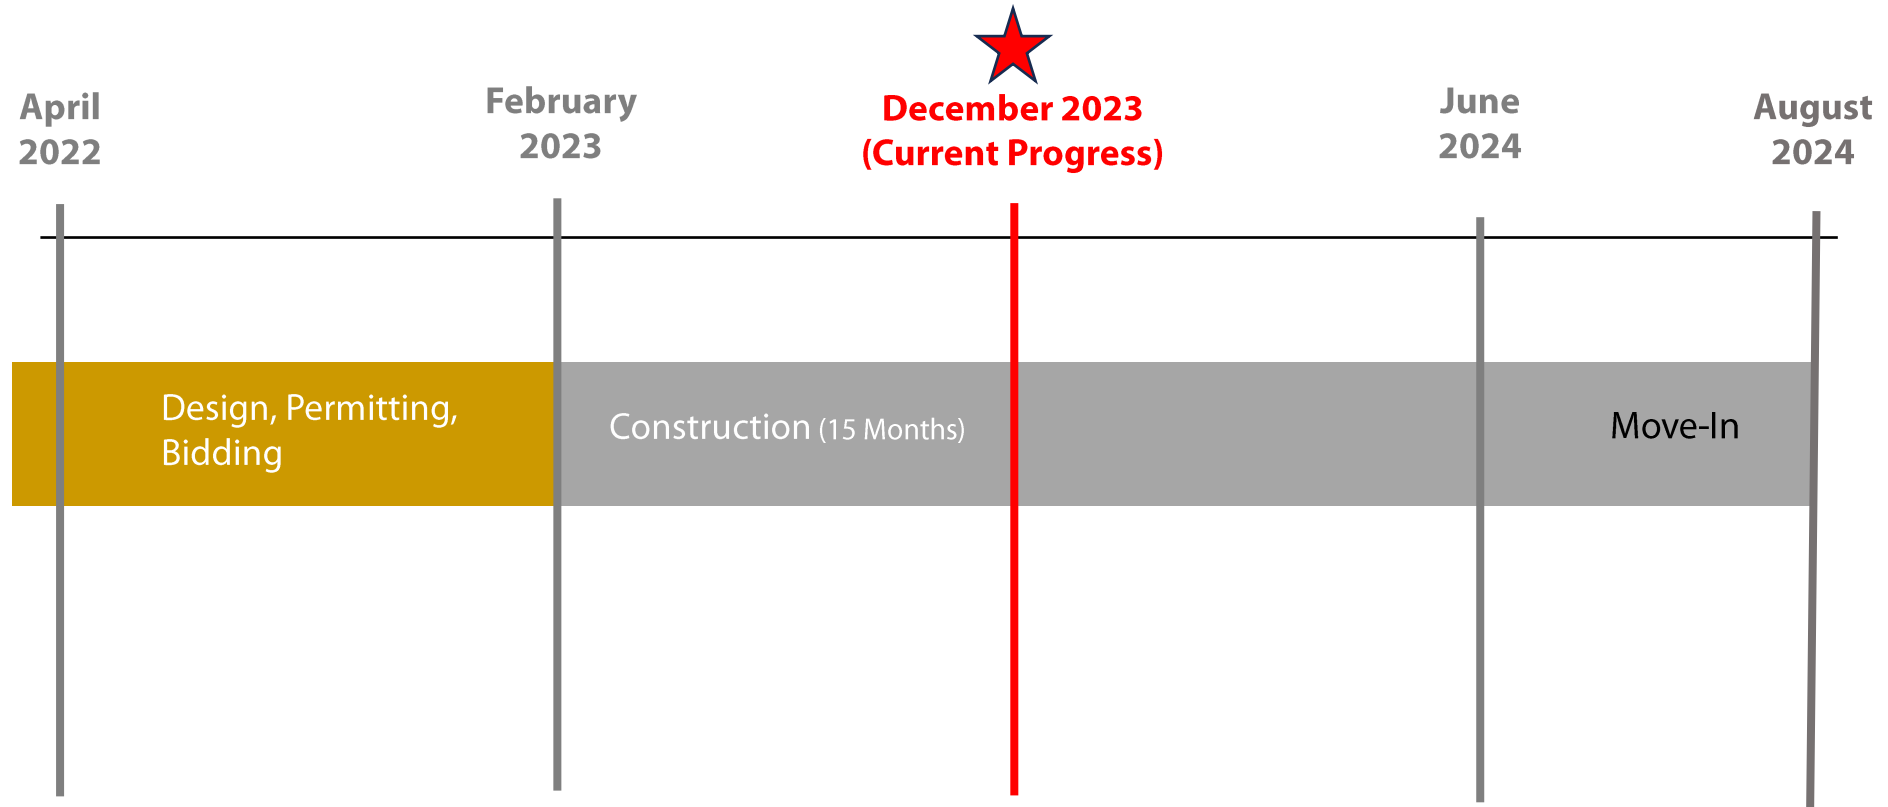 April
2022
February
2023
December 2023
(Current Progress)
June
2024
August
2024
Design, Permitting,
Bidding
Construction (15 Months)
Move-In